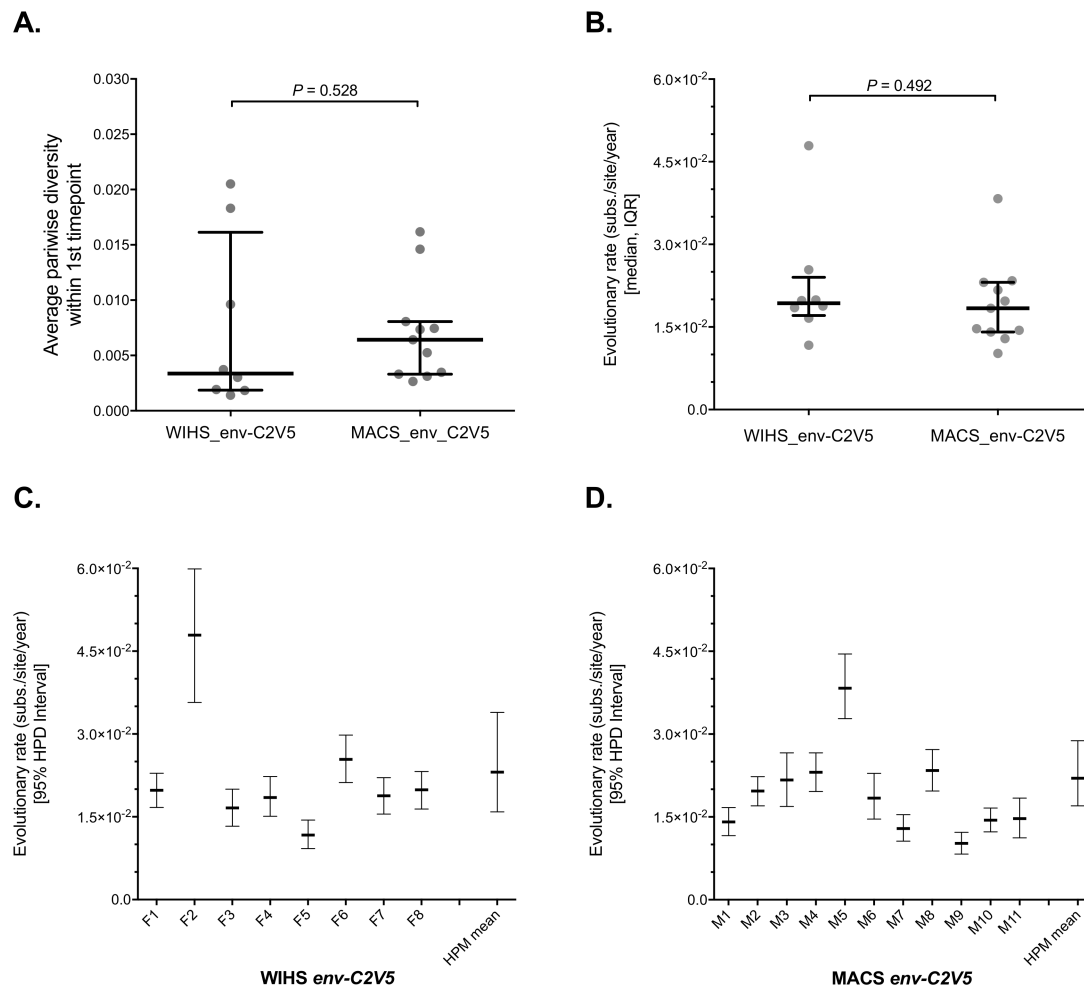 A.
Average pariwise diversity
within 1st timepoint
0.030
0.025
0.020
0.015
0.010
0.005
0.000
P = 0.528
WIHS_env-C2V5
MACS_env_C2V5
B.
Evolutionary rate (subs./site/year)
[median, IQR]
6.0×10-2
4.5×10-2
3.0×10-2
1.5×10-2
0.0
P = 0.492
WIHS_env-C2V5
MACS_env-C2V5
C.
Evolutionary rate (subs./site/year)
[95% HPD Interval]
6.0×10-2
4.5×10-2
3.0×10-2
1.5×10-2
0.0
F1
F2
F3
F4
F5
F6
F7
F8
HPM mean
WIHS env-C2V5
D.
Evolutionary rate (subs./site/year)
[95% HPD Interval]
6.0×10-2
4.5×10-2
3.0×10-2
1.5×10-2
0.0
M1
M2
M3
M4
M5
M6
M7
M8
M9
M10
M11
HPM mean
MACS env-C2V5